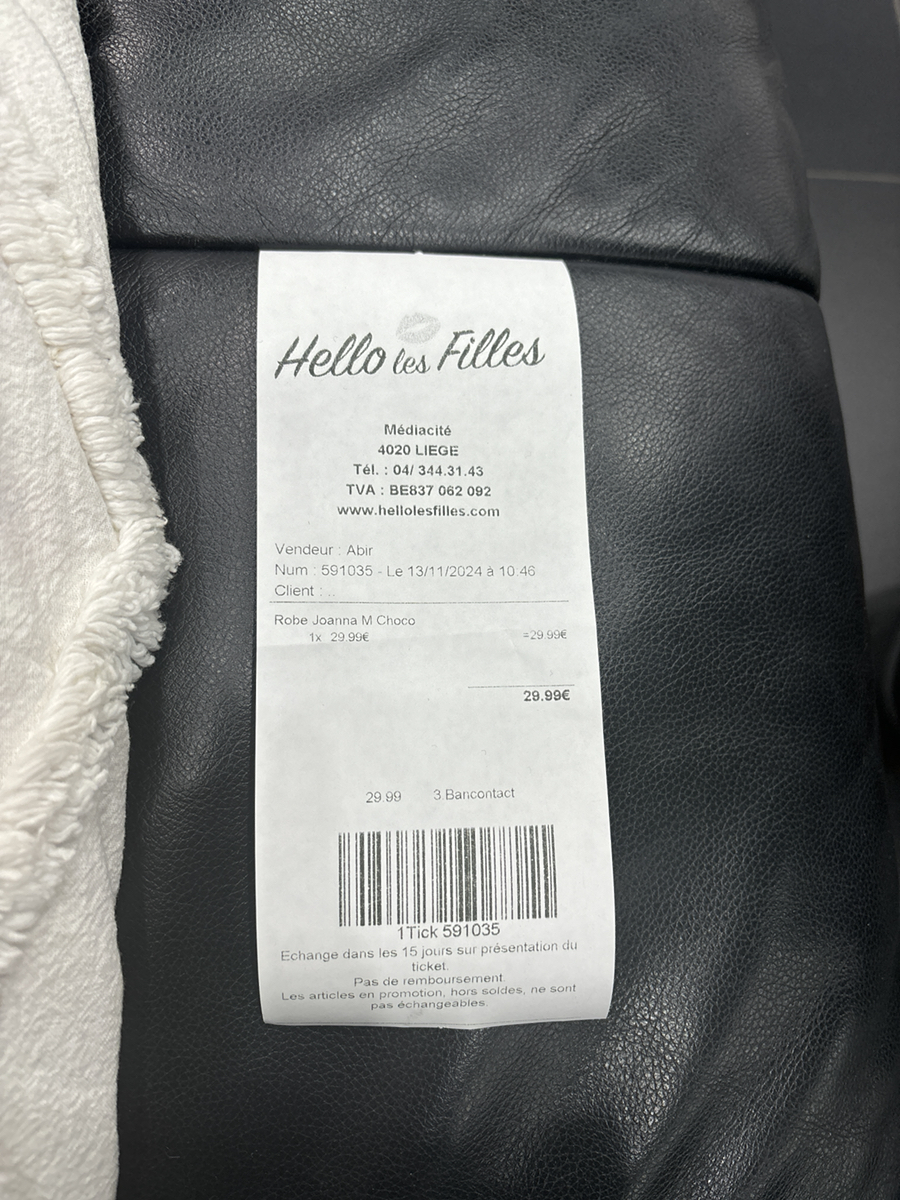 Hello les Filles
Médiacité
4020 LIEGE
Tél. : 04/ 344.31.43
TVA : BE837 062 092
www.hellolesfilles.com
Vendeur : Abir
Num : 591035 - Le 13/11/2024 à 10:46
Client : ..
Robe Joanna M Choco
1x 29.99€ =29.99€
29.99€
29.99 3.Bancontact
1Tick 591035
Echange dans les 15 jours sur présentation du
ticket.
Pas de remboursement.
Les articles en promotion, hors soldes, ne sont
pas échangeables.